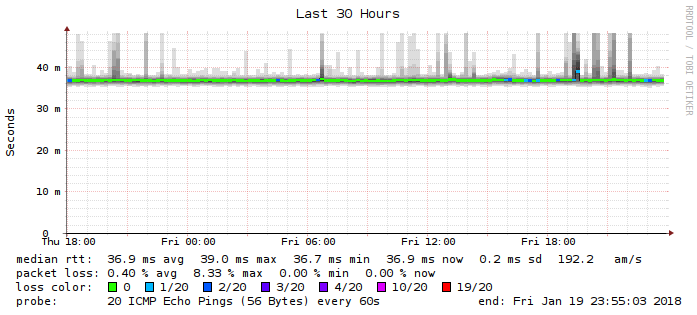 Last 30 Hours
RRDTOOL / TOBI OETIKER
Seconds
40 m
30 m
20 m
10 m
0
Thu 18:00 Fri 00:00 Fri 06:00 Fri 12:00 Fri 18:00
median rtt: 36.9 ms avg 39.0 ms max 36.7 ms min 36.9 ms now 0.2 ms sd 192.2 am/s
packet loss: 0.40 % avg 8.33 % max 0.00 % min 0.00 % now
loss color: 0 1/20 2/20 3/20 4/20 10/20 19/20
probe: 20 ICMP Echo Pings (56 Bytes) every 60s end: Fri Jan 19 23:55:03 2018